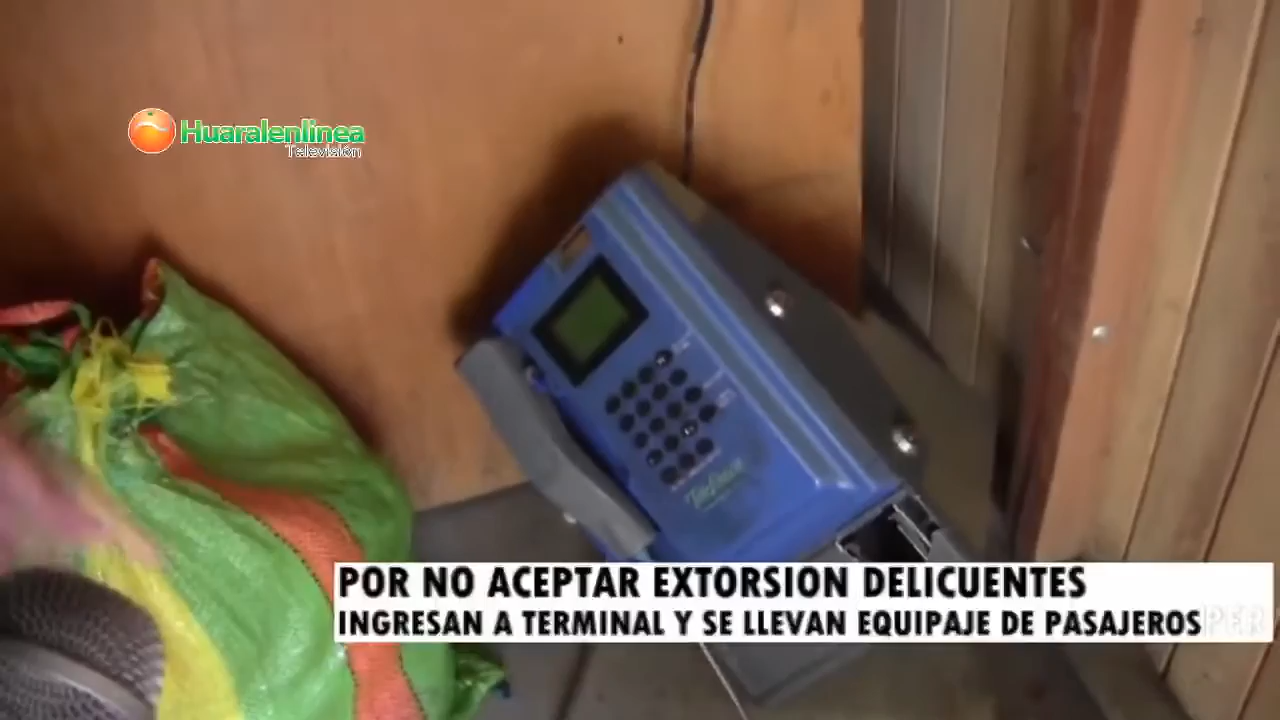 Huaralenlinea
Televisión
POR NO ACEPTAR EXTORSION DELICUENTES
INGRESAN A TERMINAL Y SE LLEVAN EQUIPAJE DE PASAJEROS